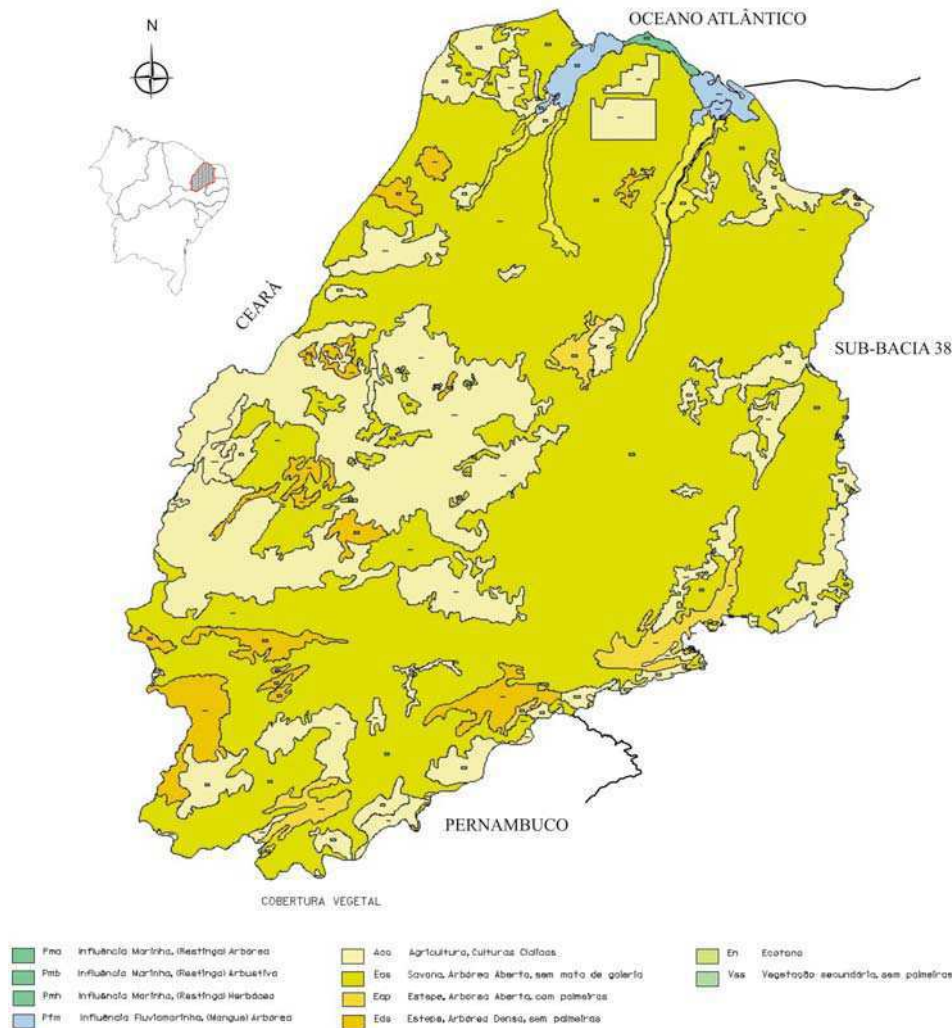 OCEANO ATLÂNTICO
N
CEARÁ
SUB-BACIA 38
PERNAMBUCO
COBERTURA VEGETAL
Pma Influência Marinha, (Restinga) Arbórea
Pmb Influência Marinha, (Restinga) Arbustiva
Pmh Influência Marinha, (Restinga) Herbácea
Pfm Influência Fluviomarinha, (Mangue) Arbórea
Acc Agricultura, Culturas Cíclicas
Eas Savana, Arbórea Aberta, sem mata de galeria
Eap Estepe, Arbórea Aberta, com palmeiras
Eds Estepe, Arbórea Densa, sem palmeiras
En Ecotono
Vss Vegetação secundária, sem palmeiras